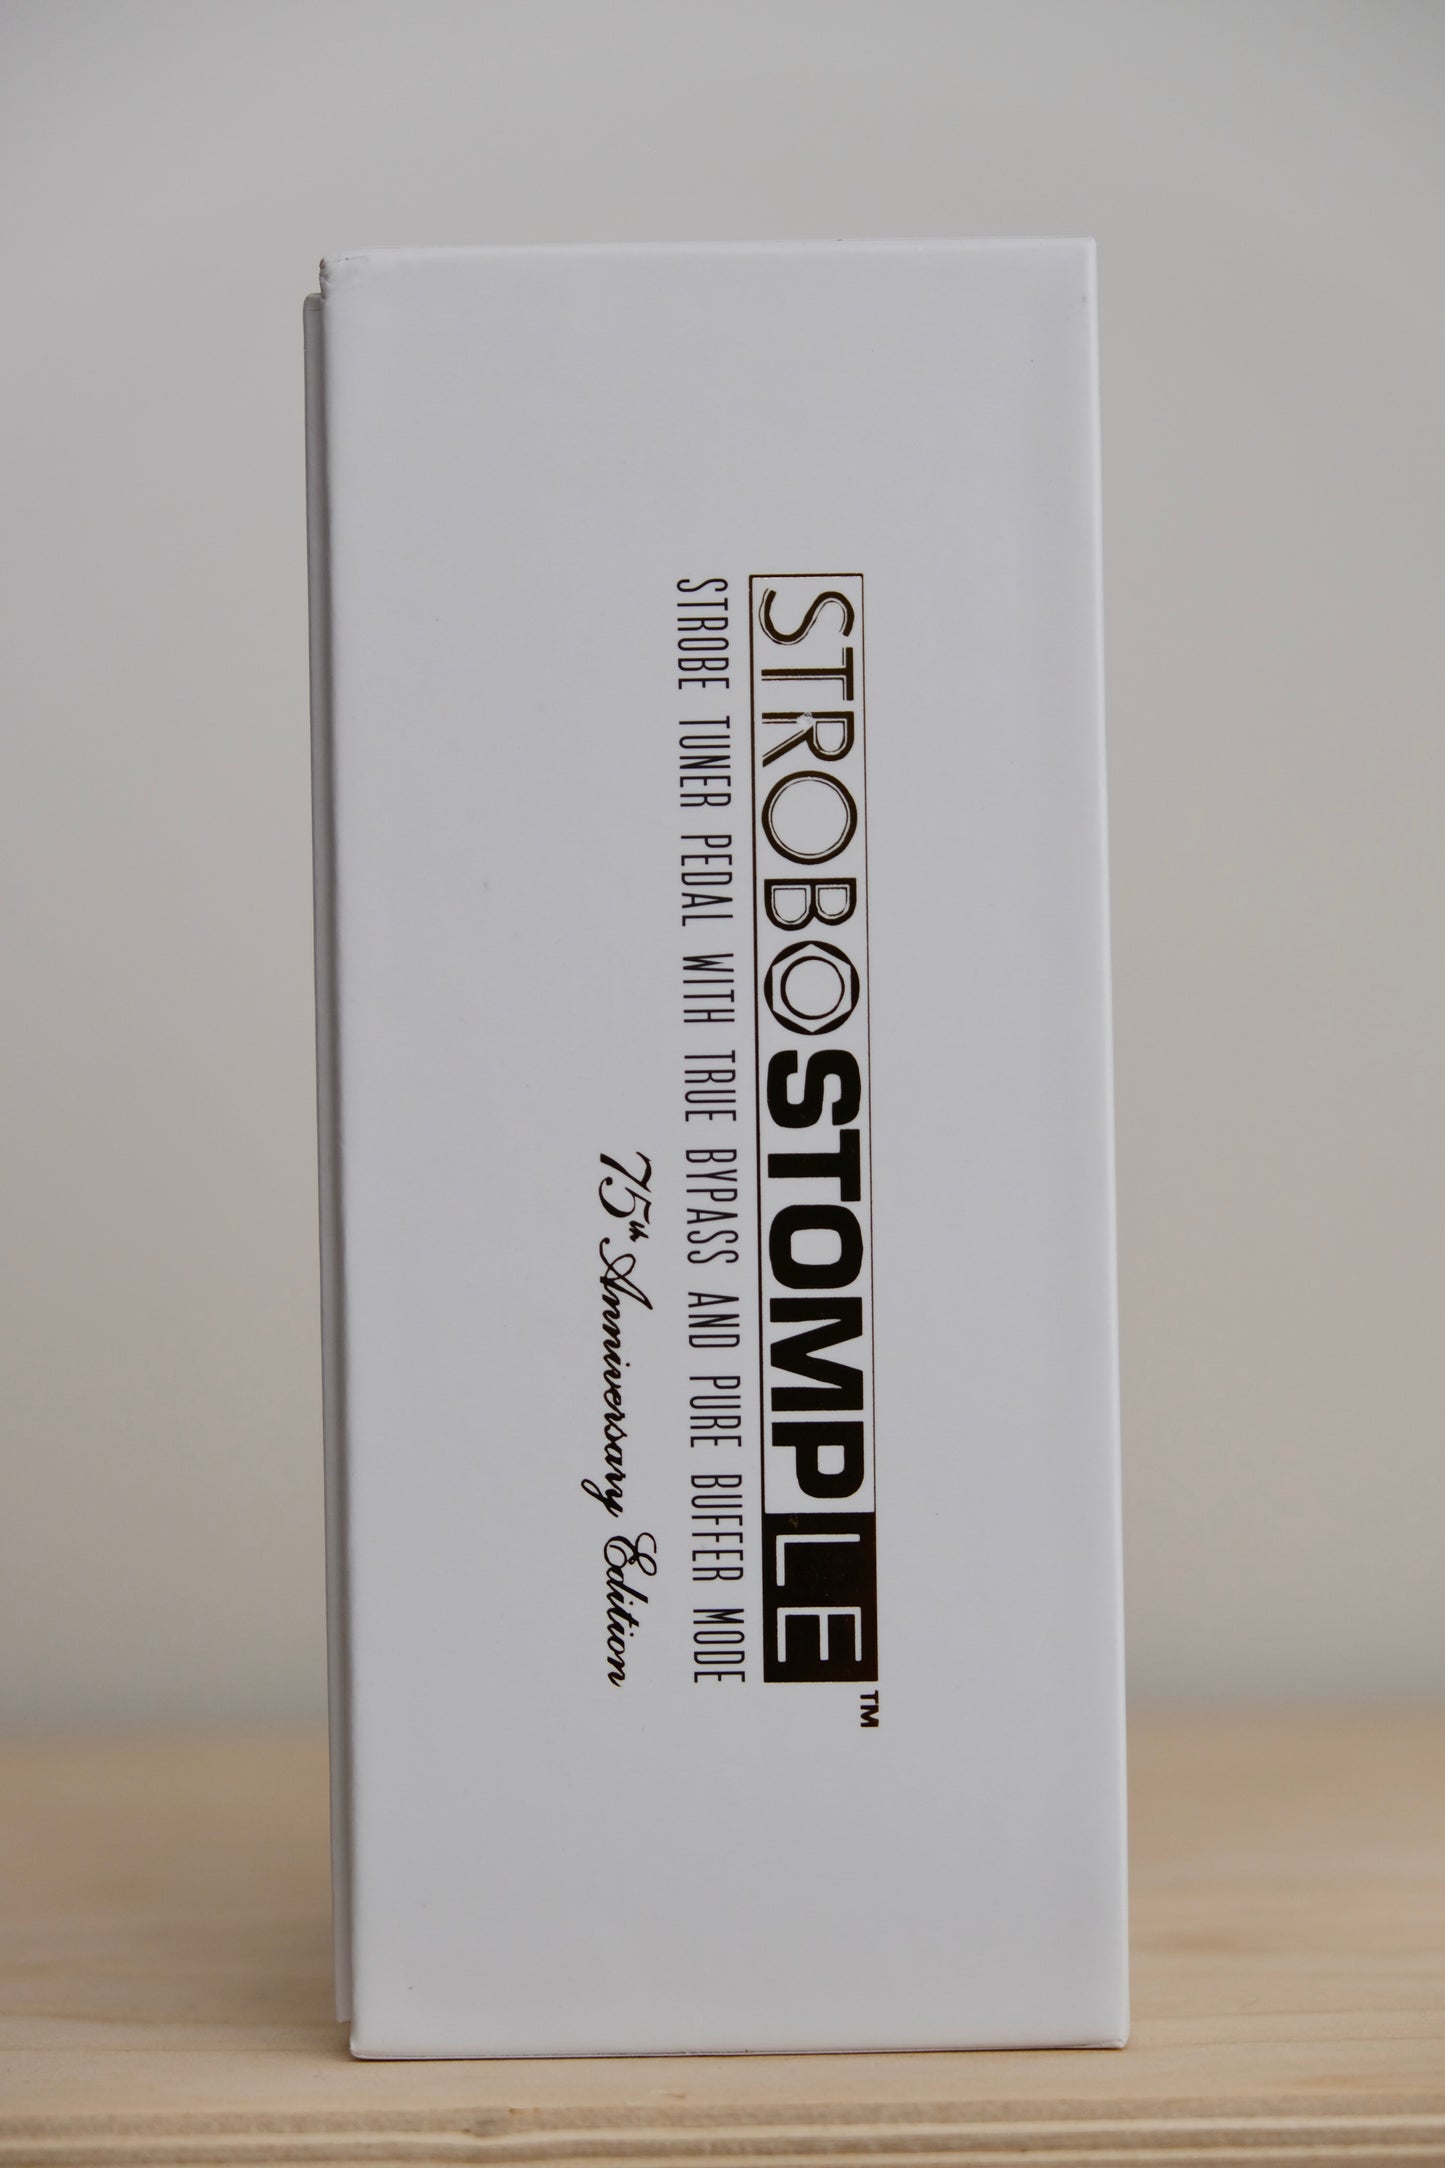 STROBOSTOMPLE™
STROBE TUNER PEDAL WITH TRUE BYPASS AND PURE BUFFER MODE
75th Anniversary Edition